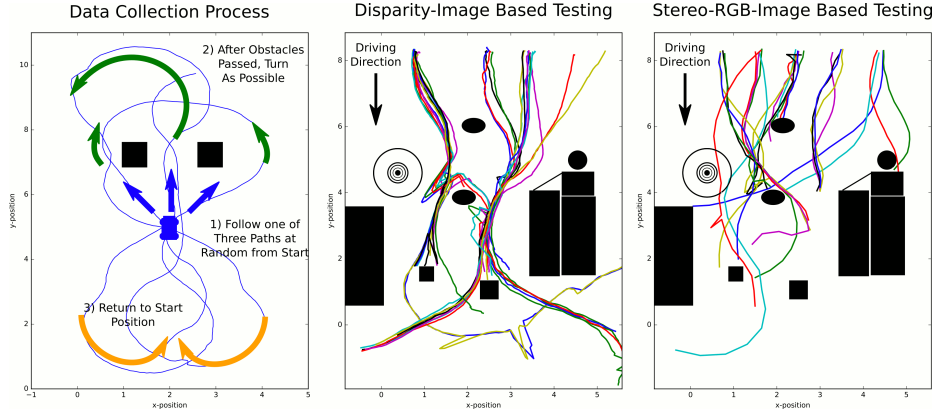 Data Collection Process
2) After Obstacles
Passed, Turn
As Possible
1) Follow one of
Three Paths at
Random from Start
3) Return to Start
Position
y-position
10
8
6
4
2
0
−1
0
1
2
3
4
5
x-position
Disparity-Image Based Testing
Driving
Direction
y-position
8
6
4
2
0
0
1
2
3
4
5
x-position
Stereo-RGB-Image Based Testing
Driving
Direction
y-position
8
6
4
2
0
0
1
2
3
4
5
x-position